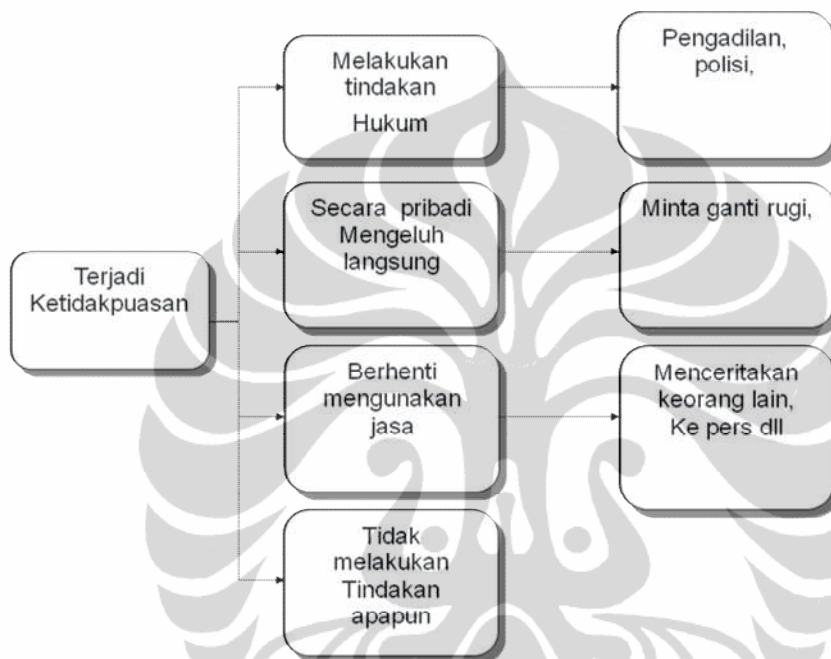 Terjadi
Ketidakpuasan
Melakukan
tindakan
Hukum
Pengadilan,
polisi,
Secara pribadi
Mengeluh
langsung
Minta ganti rugi,
Berhenti
mengunakan
jasa
Menceritakan
keorang lain,
Ke pers dll
Tidak
melakukan
Tindakan
apapun